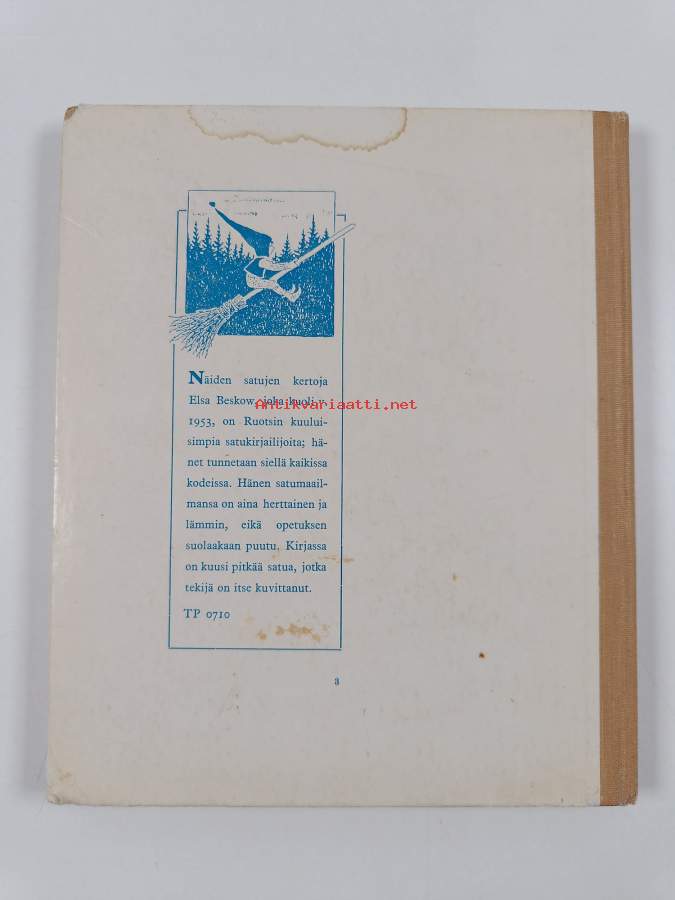 Näiden satujen kertoja
Elsa Beskow, joka kuoli v.
Antikvariaatti.net
1953, on Ruotsin kuului-
simpia satukirjailijoita; hä-
net tunnetaan siellä kaikissa
kodeissa. Hänen satumaail-
mansa on aina herttainen ja
lämmin, eikä opetuksen
suolaakaan puutu. Kirjassa
on kuusi pitkää satua, jotka
tekijä on itse kuvittanut.
TP 0710
a